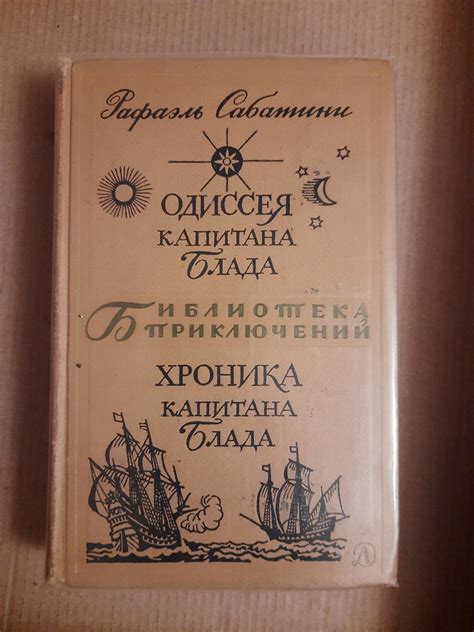 Рафаэль Сабатини
ОДИССЕЯ
КАПИТАНА
БЛАДА
БИБЛИОТЕКА
ПРИКЛЮЧЕНИЙ
ХРОНИКА
КАПИТАНА
БЛАДА
Д